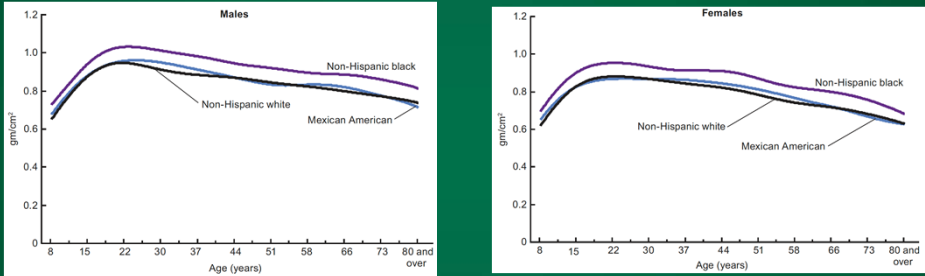 Males
1.2
1.0
0.8
0.6
0.4
0.2
0
gm/cm²
Non-Hispanic black
Non-Hispanic white
Mexican American
8 15 22 30 37 44 51 58 66 73 80 and
over
Age (years)
Females
1.2
1.0
0.8
0.6
0.4
0.2
0
gm/cm²
Non-Hispanic black
Non-Hispanic white
Mexican American
8 15 22 30 37 44 51 58 66 73 80 and
over
Age (years)